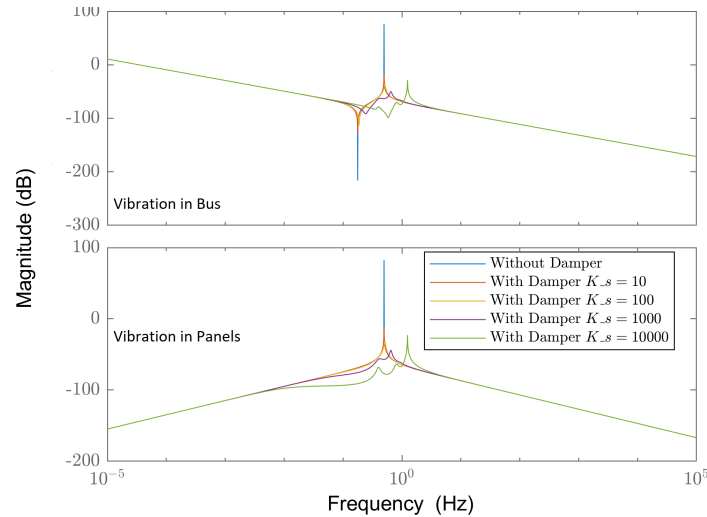 100
0
-100
-200
-300
Vibration in Bus
Magnitude (dB)
100
0
-100
-200
Vibration in Panels
Without Damper
With Damper K_s = 10
With Damper K_s = 100
With Damper K_s = 1000
With Damper K_s = 10000
10^-5
10^0
10^5
Frequency (Hz)